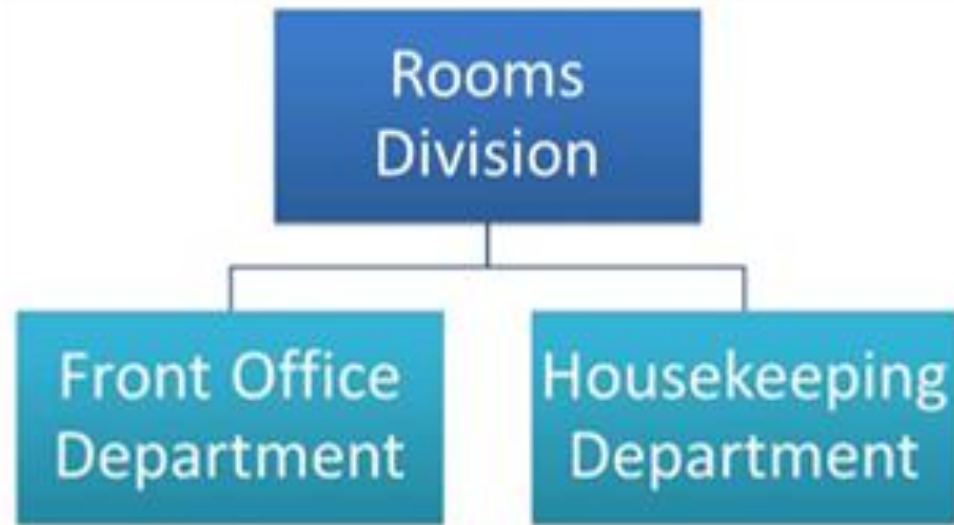 Rooms
Division
Front Office
Department
Housekeeping
Department